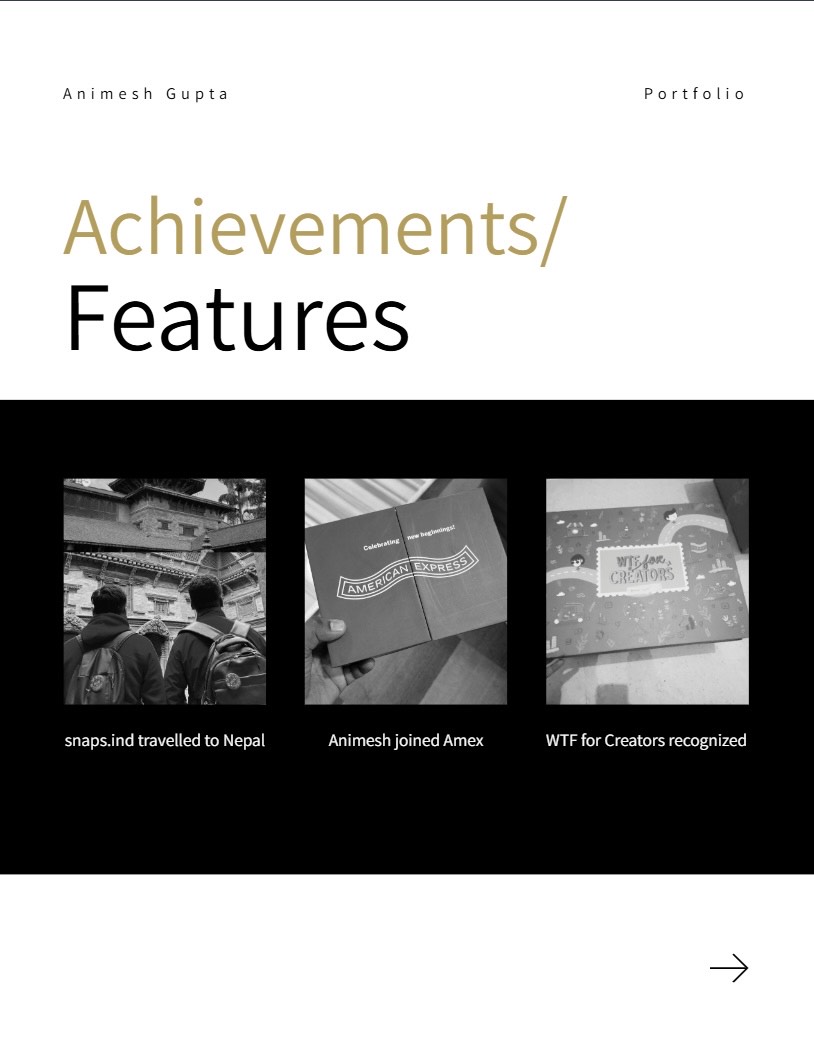 Animesh Gupta
Portfolio
Achievements/
Features
Celebrating new beginnings!
AMERICAN EXPRESS
WTF for
CREATORS
snaps.ind travelled to Nepal
Animesh joined Amex
WTF for Creators recognized